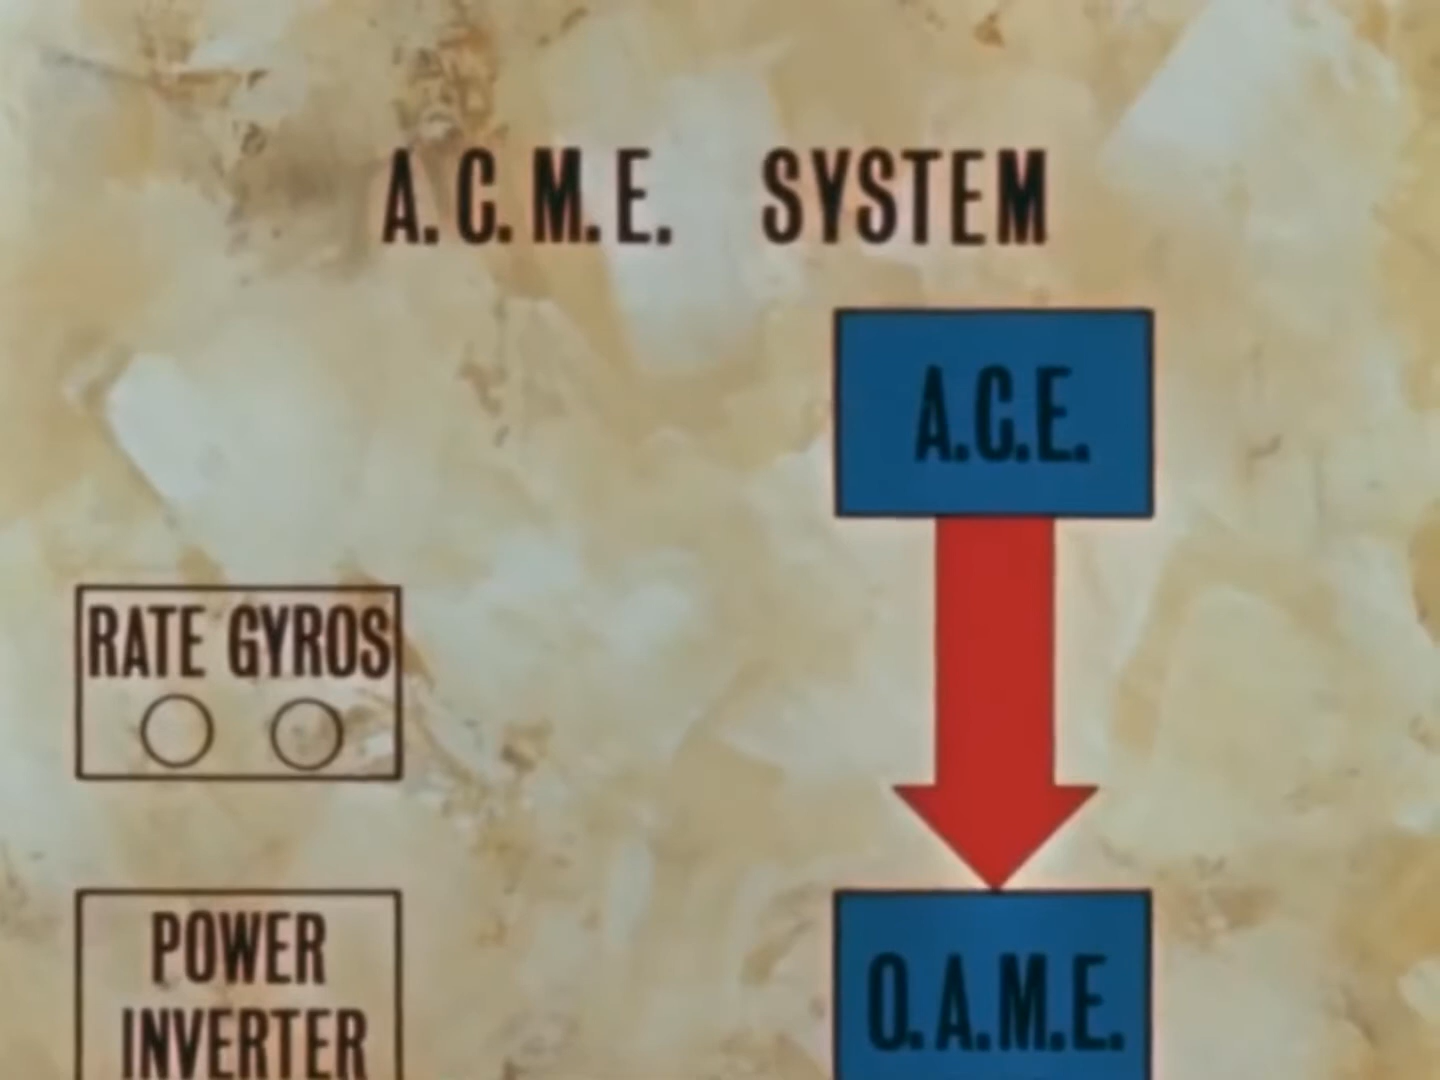 A.C.M.E. SYSTEM
A.C.E.
RATE GYROS
POWER
INVERTER
O.A.M.E.